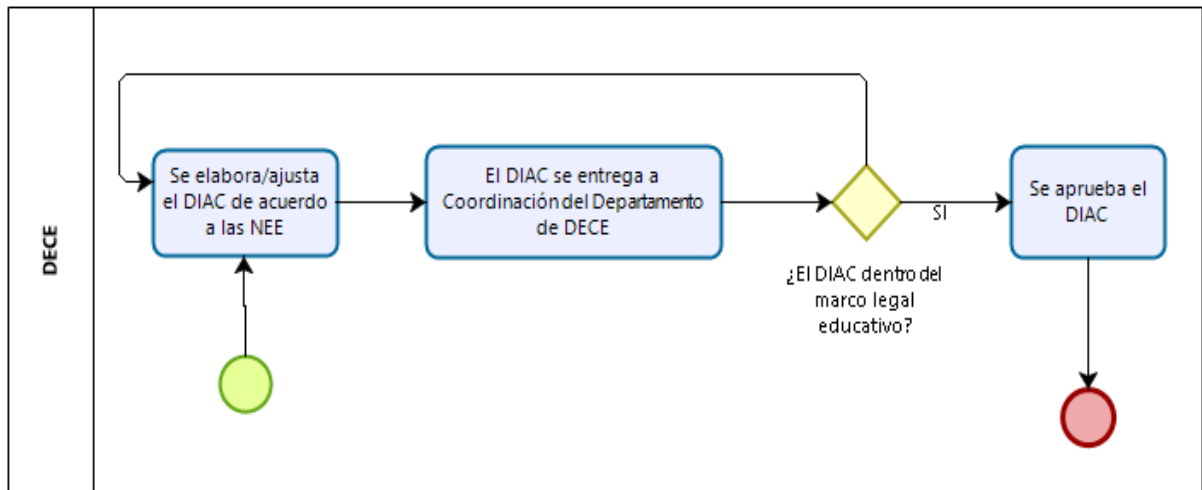 DECE
Se elabora/ajusta
el DIAC de acuerdo
a las NEE
El DIAC se entrega a
Coordinación del Departamento
de DECE
SI
¿El DIAC dentro del
marco legal
educativo?
Se aprueba el
DIAC